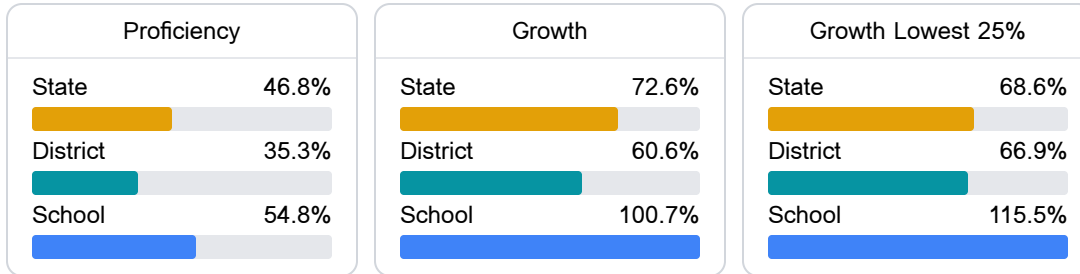 Proficiency
State 46.8%
District 35.3%
School 54.8%
Growth
State 72.6%
District 60.6%
School 100.7%
Growth Lowest 25%
State 68.6%
District 66.9%
School 115.5%